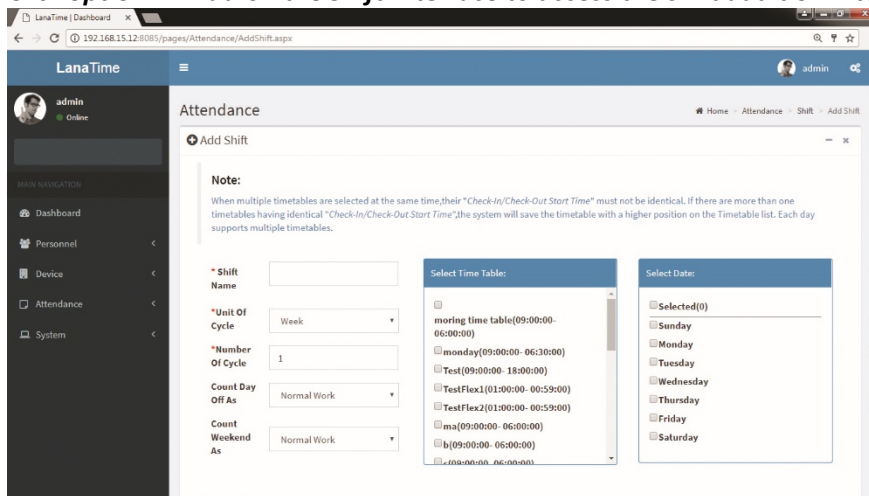 LanaTime | Dashboard
192.168.15.12:8085/pages/Attendance/AddShift.aspx
LanaTime
admin
admin
Online
Attendance
Home > Attendance > Shift > Add Shift
Add Shift
MAIN NAVIGATION
Dashboard
Personnel
Device
Attendance
System
Note:
When multiple timetables are selected at the same time,their "Check-In/Check-Out Start Time" must not be identical. If there are more than one
timetables having identical "Check-In/Check-Out Start Time",the system will save the timetable with a higher position on the Timetable list. Each day
supports multiple timetables.
* Shift
Name
*Unit Of
Cycle
Week
*Number
Of Cycle
1
Count Day
Off As
Normal Work
Count
Weekend
As
Normal Work
Select Time Table:
moring time table(09:00:00-
06:00:00)
monday(09:00:00- 06:30:00)
Test(09:00:00- 18:00:00)
TestFlex1(01:00:00- 00:59:00)
TestFlex2(01:00:00- 00:59:00)
ma(09:00:00- 06:00:00)
b(09:00:00- 06:00:00)
Select Date:
Selected(0)
Sunday
Monday
Tuesday
Wednesday
Thursday
Friday
Saturday